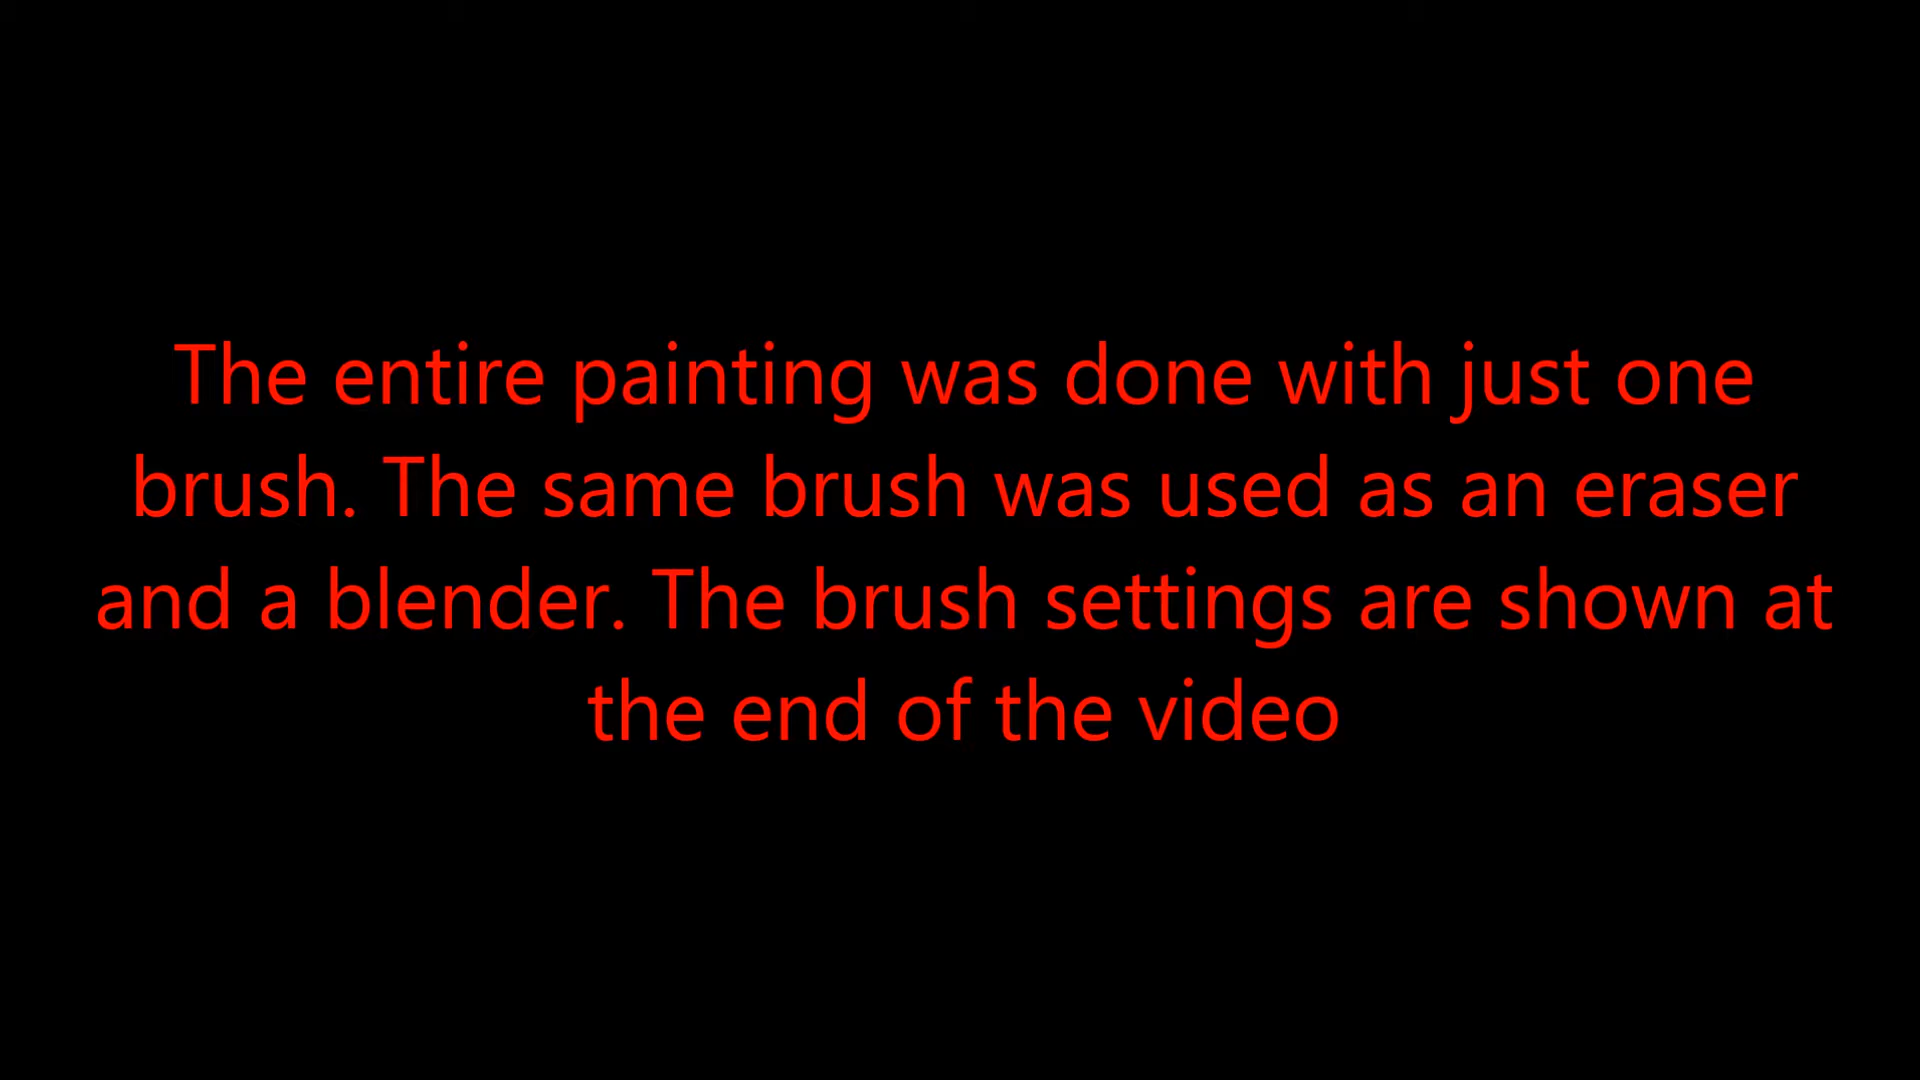 The entire painting was done with just one
brush. The same brush was used as an eraser
and a blender. The brush settings are shown at
the end of the video